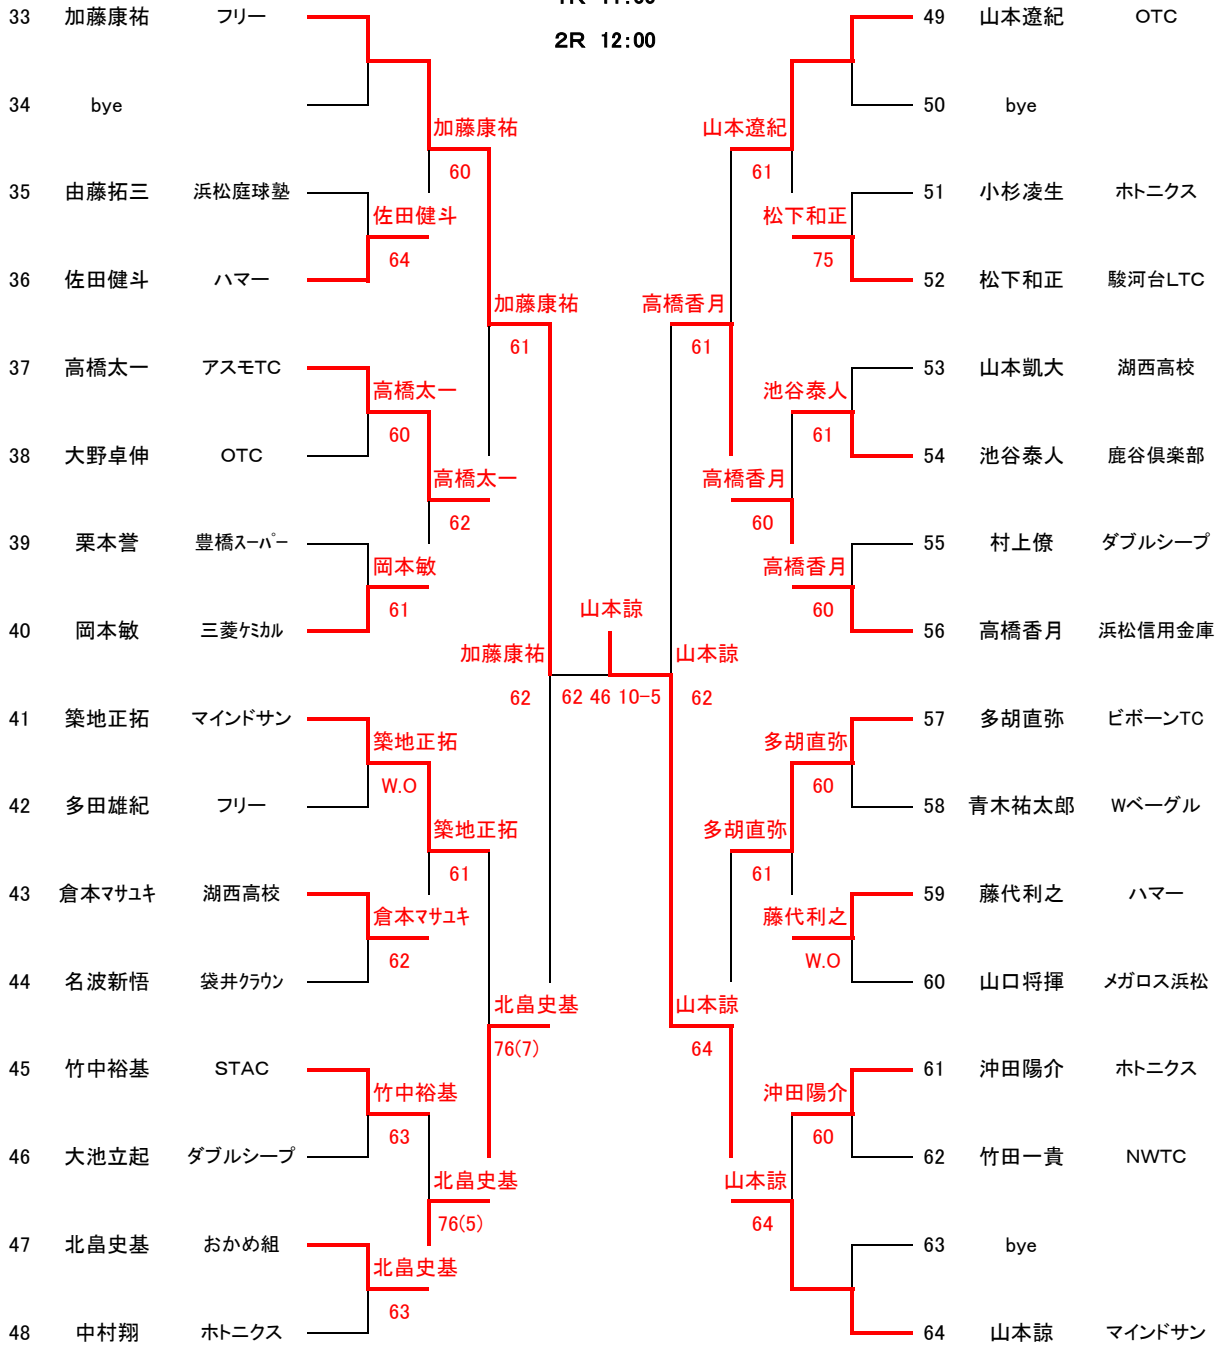 2R 12:00
33 加藤康祐 フリー
34 bye
35 由藤拓三 浜松庭球塾
36 佐田健斗 ハマー
37 高橋太一 アスモTC
38 大野卓伸 OTC
39 栗本誉 豊橋スーパー
40 岡本敏 三菱ケミカル
41 築地正拓 マインドサン
42 多田雄紀 フリー
43 倉本マサユキ 湖西高校
44 名波新悟 袋井クラウン
45 竹中裕基 STAC
46 大池立起 ダブルシープ
47 北畠史基 おかめ組
48 中村翔 ホトニクス
佐田健斗
64
高橋太一
60
岡本敏
61
築地正拓
W.O
倉本マサユキ
62
竹中裕基
63
北畠史基
63
加藤康祐
60
高橋太一
62
築地正拓
61
北畠史基
76(5)
加藤康祐
61
北畠史基
76(7)
加藤康祐
62
山本諒
62 46 10-5
山本諒
62
高橋香月
61
山本諒
64
山本遼紀
61
高橋香月
60
多胡直弥
61
山本諒
64
松下和正
75
池谷泰人
61
高橋香月
60
多胡直弥
60
藤代利之
W.O
沖田陽介
60
49 山本遼紀 OTC
50 bye
51 小杉凌生 ホトニクス
52 松下和正 駿河台LTC
53 山本凱大 湖西高校
54 池谷泰人 鹿谷倶楽部
55 村上僚 ダブルシープ
56 高橋香月 浜松信用金庫
57 多胡直弥 ビボーンTC
58 青木祐太郎 Wベーグル
59 藤代利之 ハマー
60 山口将揮 メガロス浜松
61 沖田陽介 ホトニクス
62 竹田一貴 NWTC
63 bye
64 山本諒 マインドサン